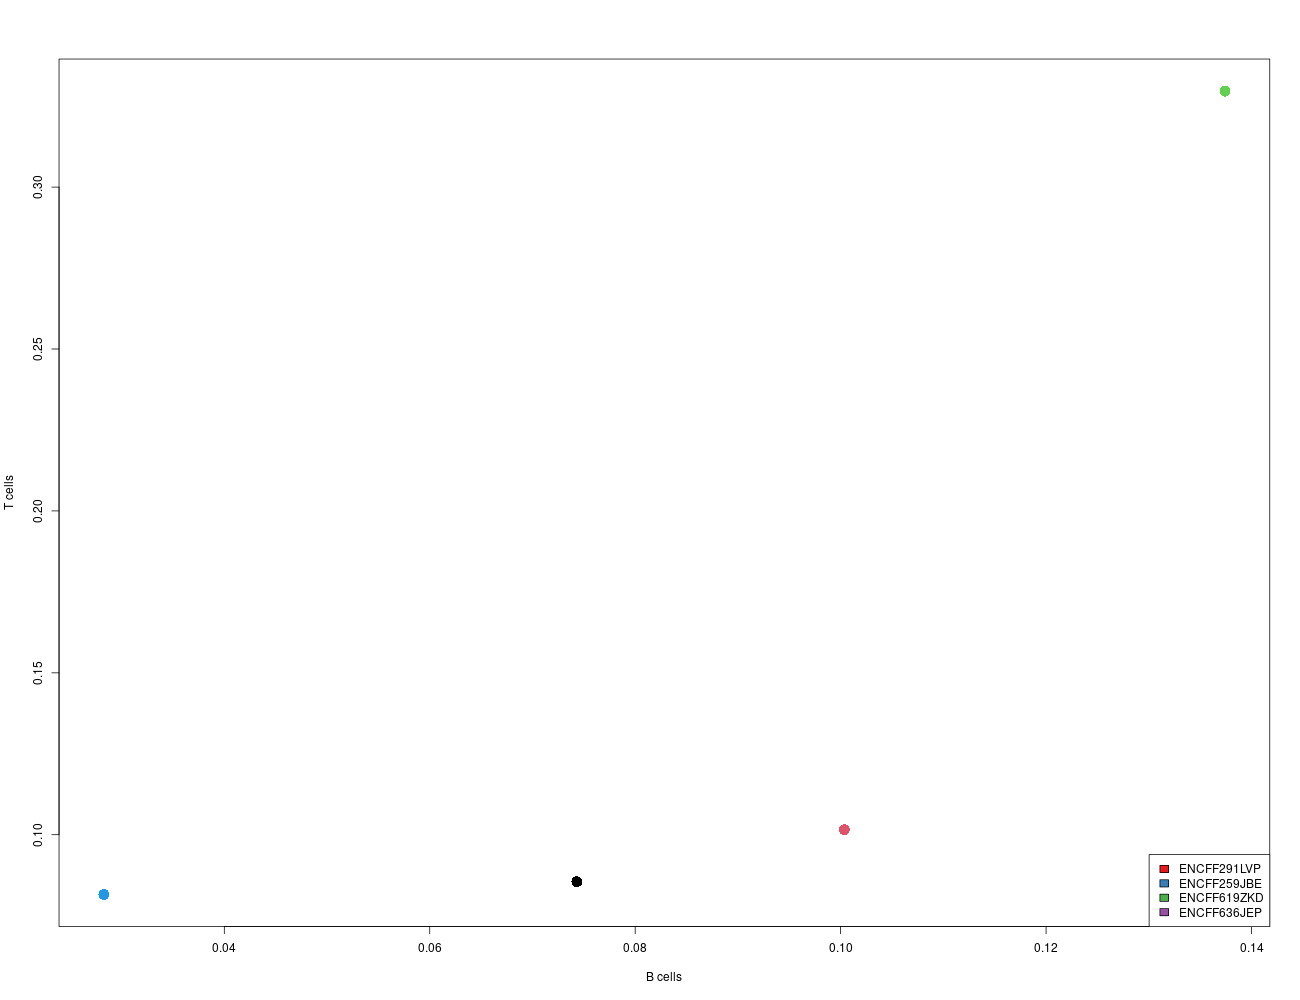 0.30
0.25
0.20
0.15
0.10
T cells
0.04 0.06 0.08 0.10 0.12 0.14
B cells
ENCFF291LVP
ENCFF259JBE
ENCFF619ZKD
ENCFF636JEP